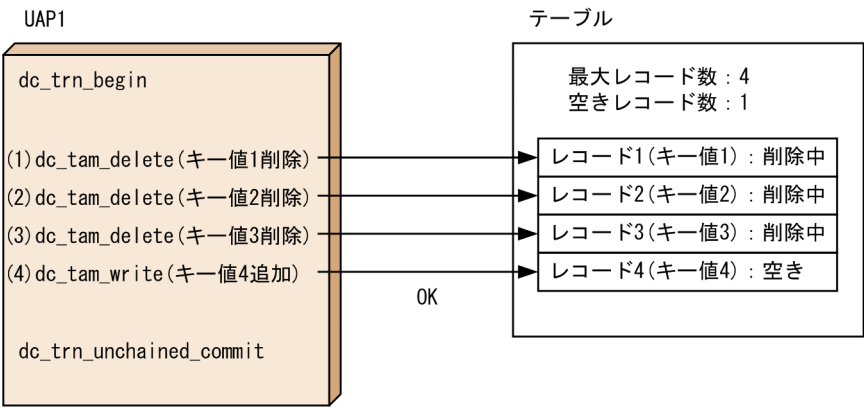 UAP1
テーブル
dc_trn_begin
最大レコード数：4
空きレコード数：1
(1)dc_tam_delete(キー値1削除)
レコード1(キー値1)：削除中
(2)dc_tam_delete(キー値2削除)
レコード2(キー値2)：削除中
(3)dc_tam_delete(キー値3削除)
レコード3(キー値3)：削除中
(4)dc_tam_write(キー値4追加)
レコード4(キー値4)：空き
OK
dc_trn_unchained_commit